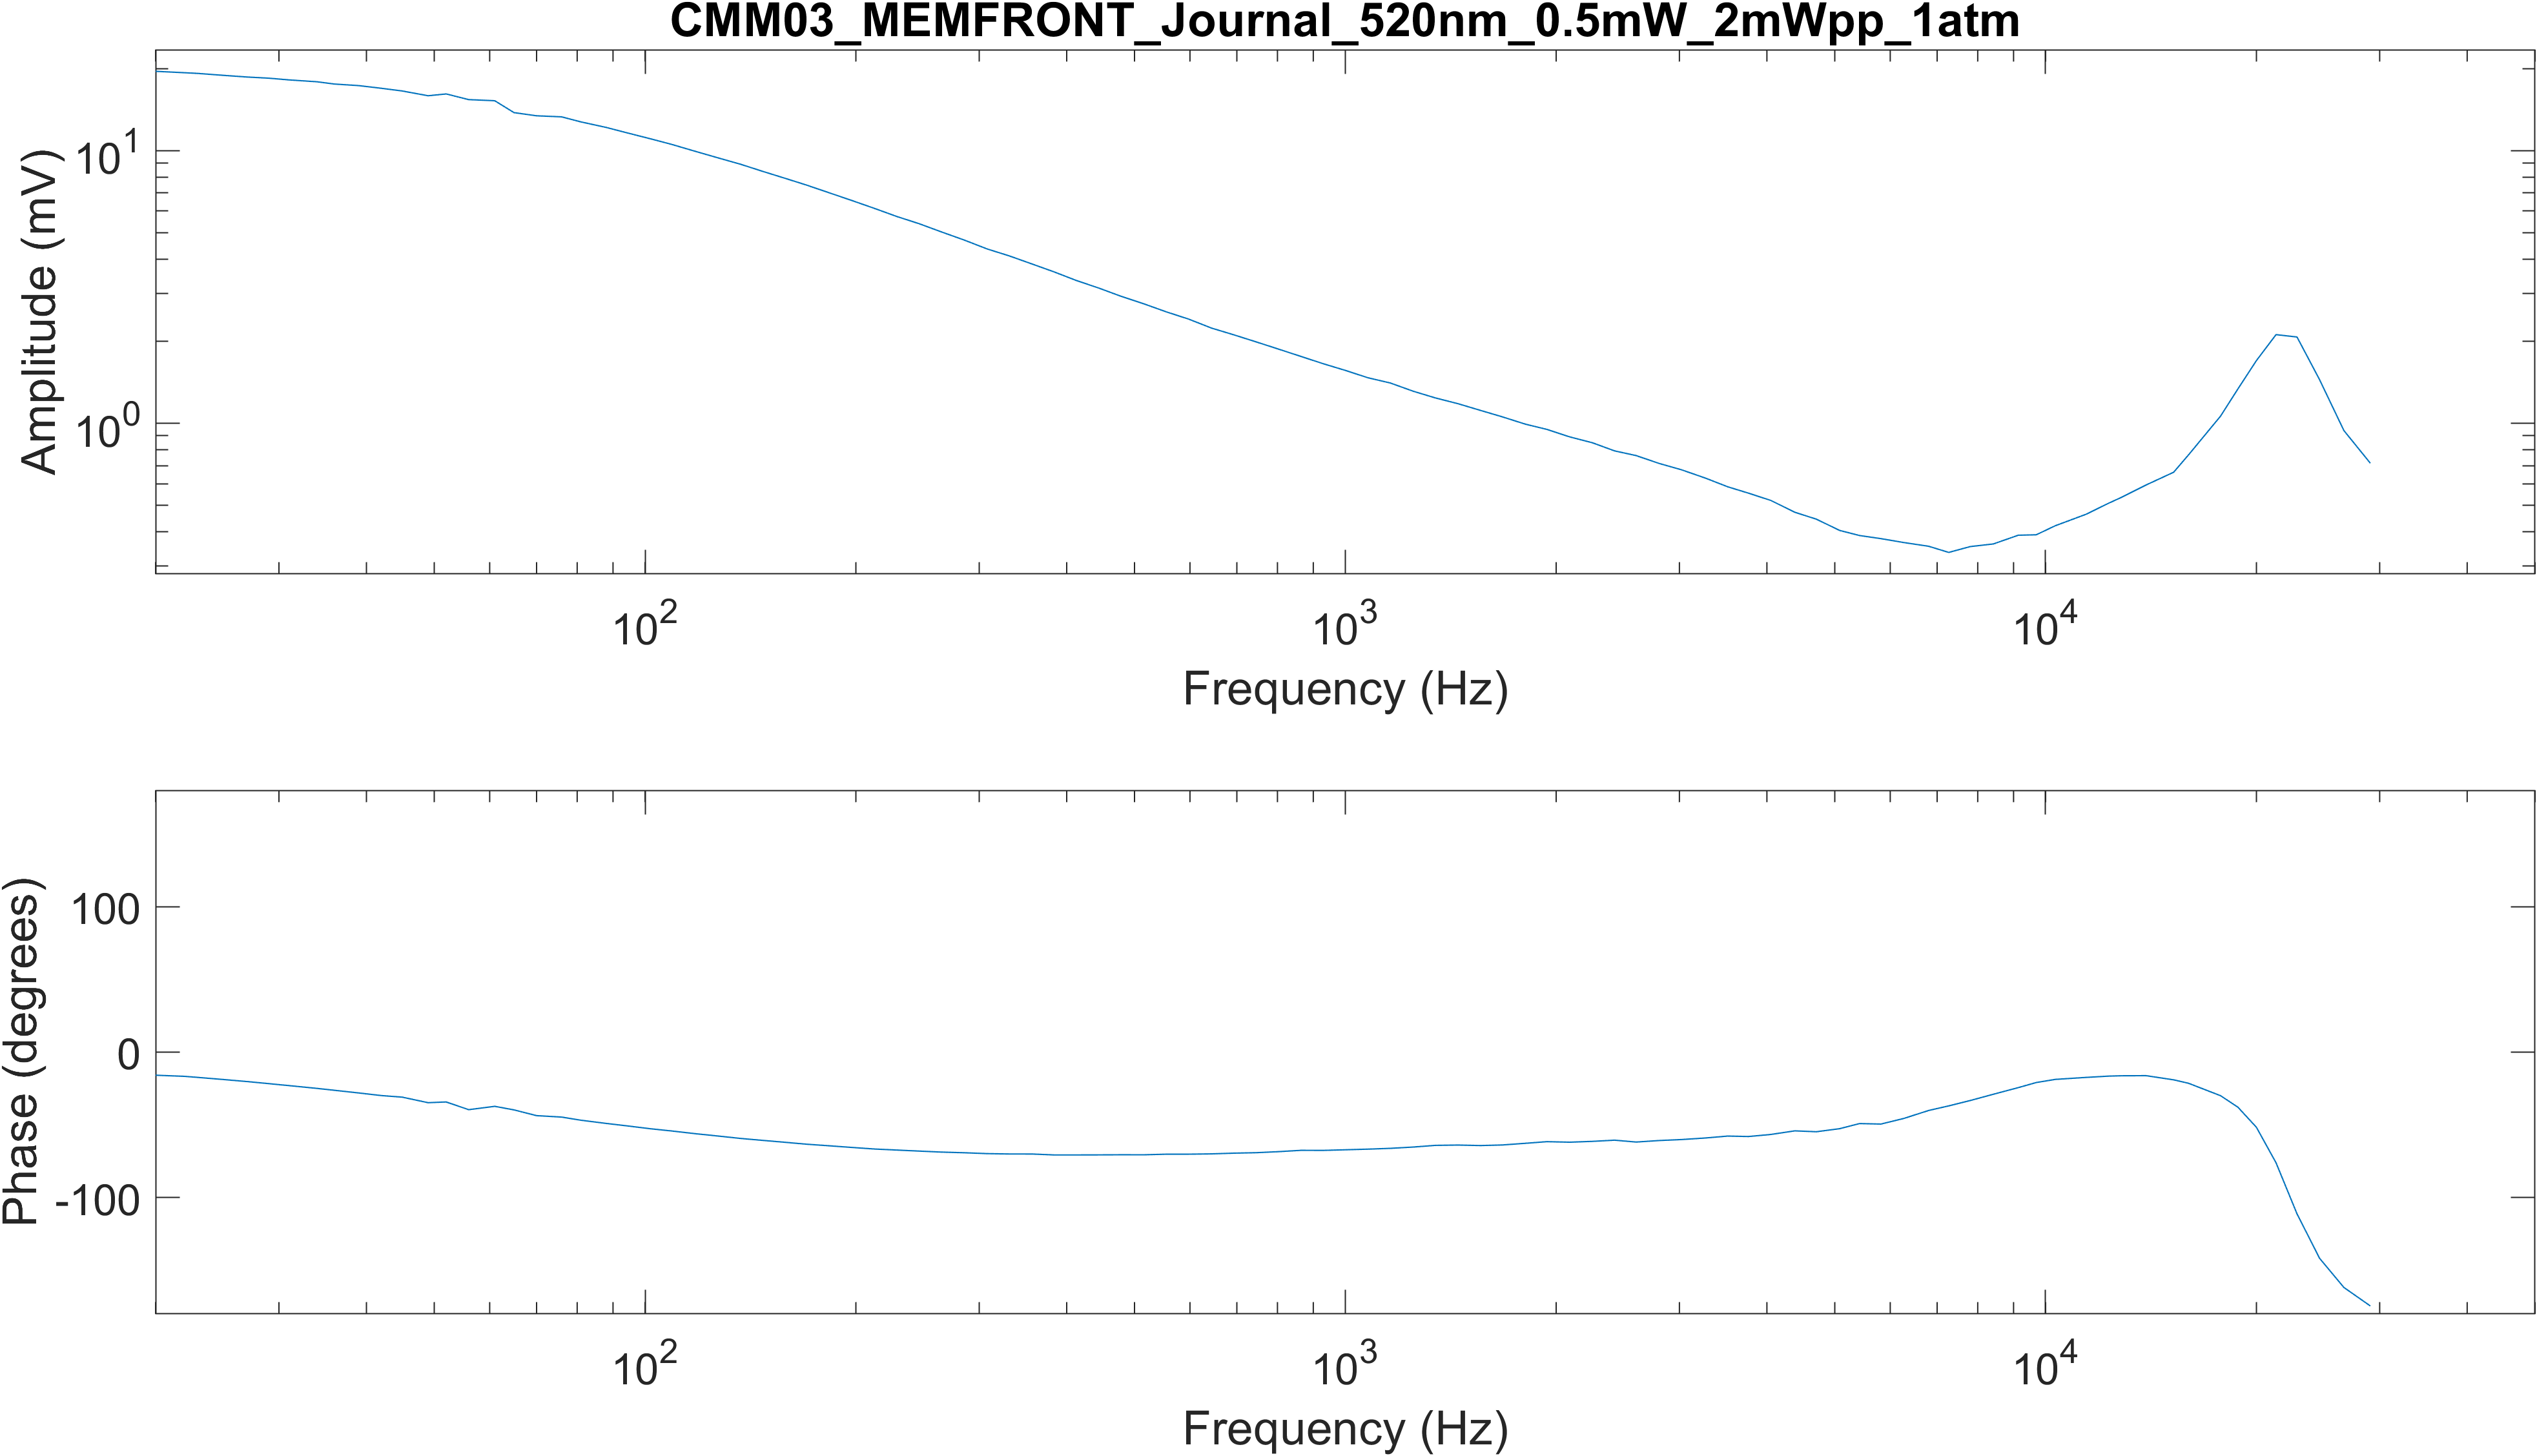 CMM03_MEMFRONT_Journal_520nm_0.5mW_2mWpp_1atm
Amplitude (mV)
10^1
10^0
10^2
10^3
10^4
Frequency (Hz)
Phase (degrees)
100
0
-100
10^2
10^3
10^4
Frequency (Hz)